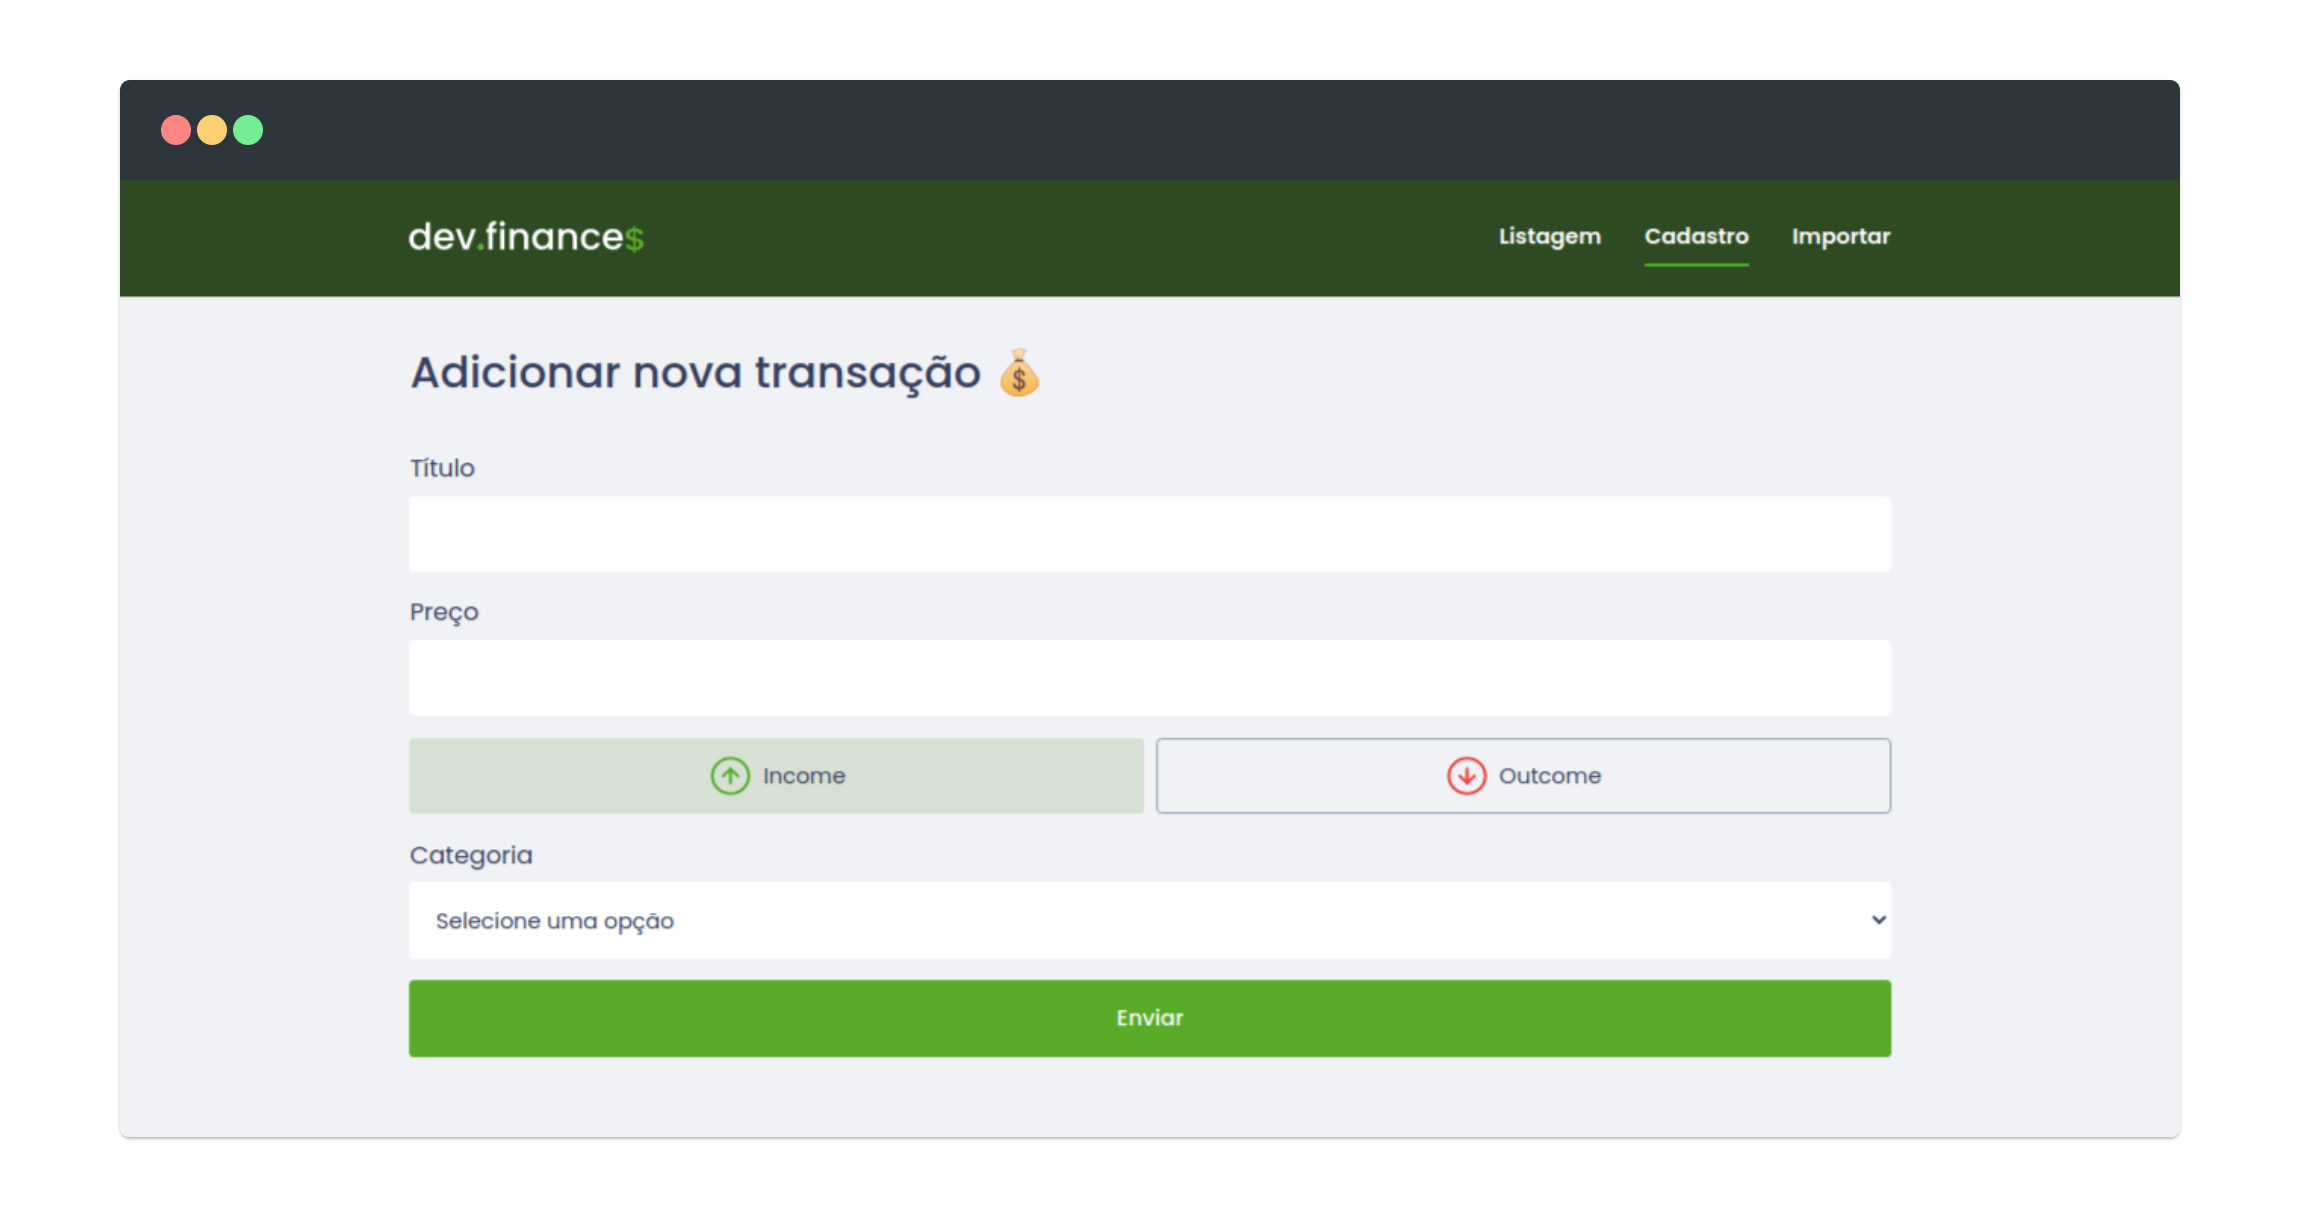 dev.finance$
Listagem Cadastro Importar
Adicionar nova transação 💰
Título
Preço
Income
Outcome
Categoria
Selecione uma opção
Enviar